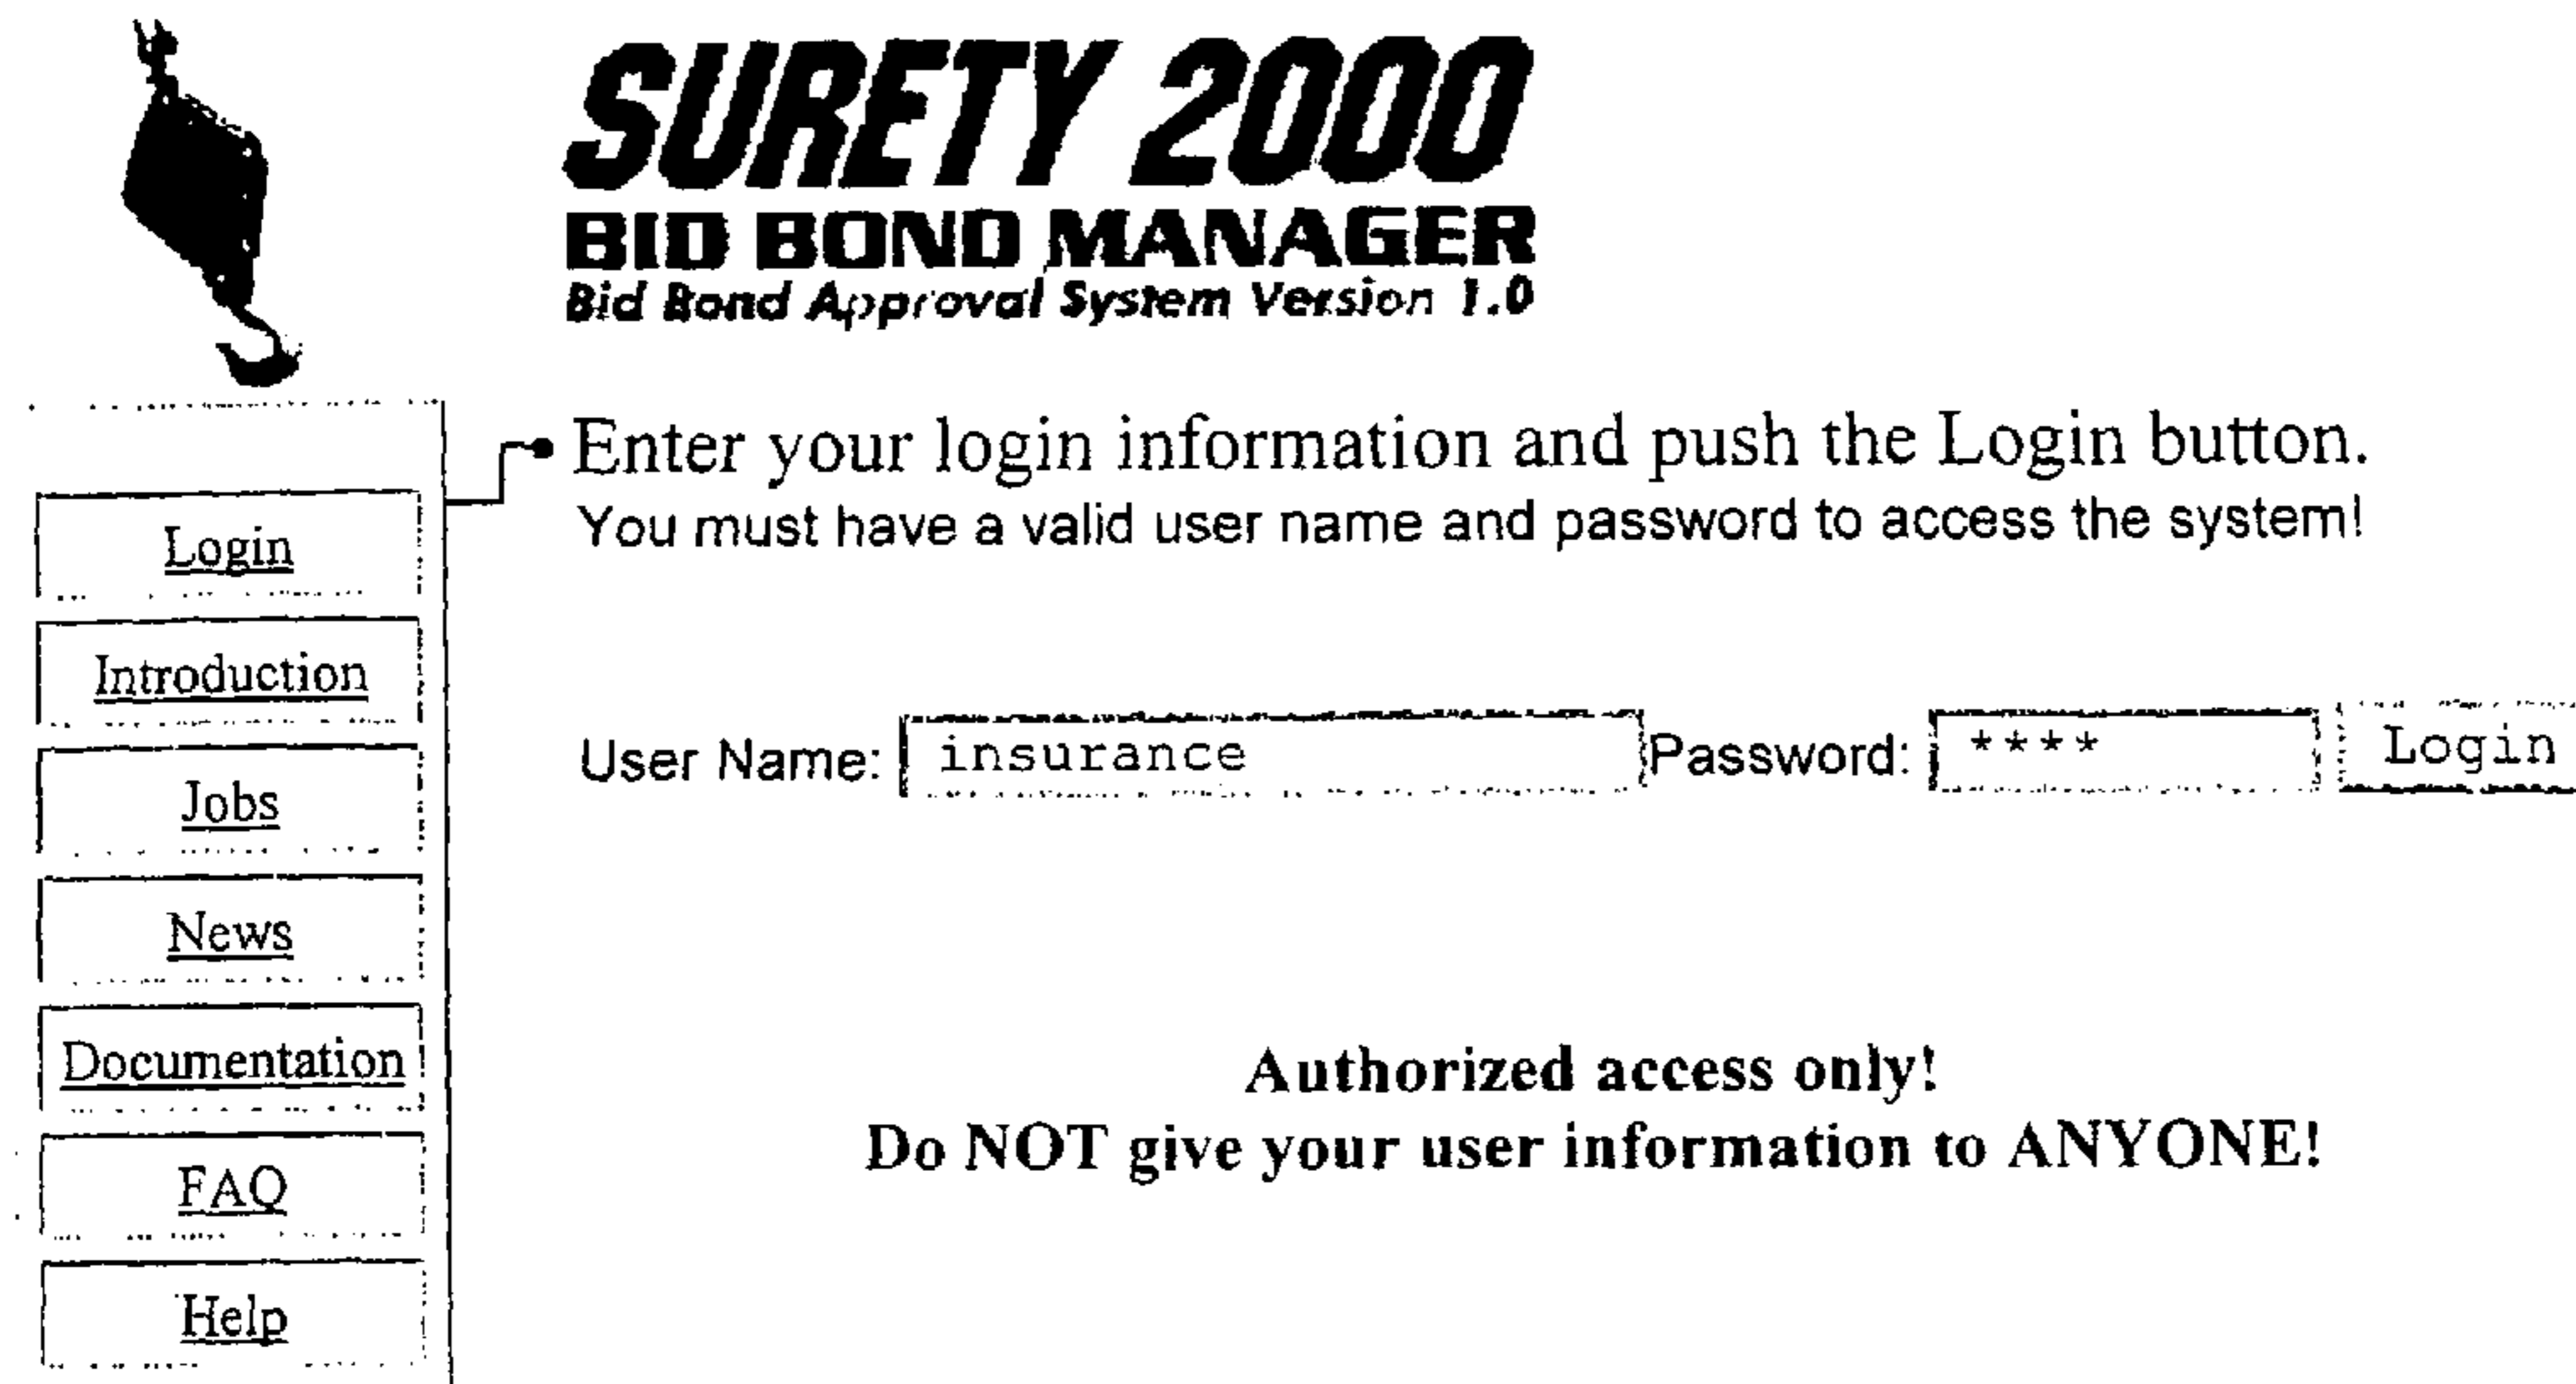 SURETY 2000
BID BOND MANAGER
Bid Bond Approval System Version 1.0
Enter your login information and push the Login button.
You must have a valid user name and password to access the system!
Login
Introduction
Jobs
News
Documentation
FAQ
Help
User Name: insurance Password: **** Login
Authorized access only!
Do NOT give your user information to ANYONE!